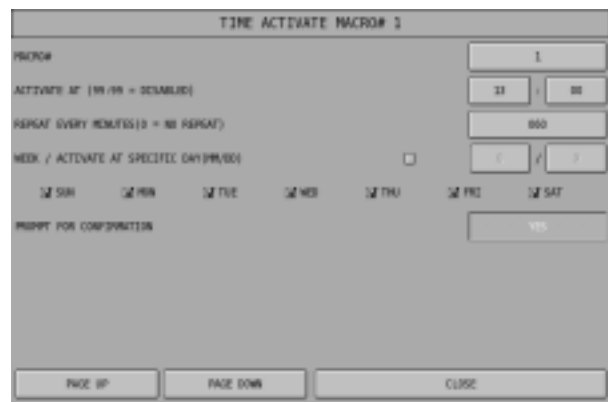 TIME ACTIVATE MACRO# 1
MACRO# 1
ACTIVATE AT (99/99 = DISABLED) : 00
REPEAT EVERY MINUTES(0 = NO REPEAT) 060
WEEK / ACTIVATE AT SPECIFIC DAY(MM/DD) /
SUN MON TUE WED THU FRI SAT
PROMPT FOR CONFIRMATION YES
PAGE UP PAGE DOWN CLOSE